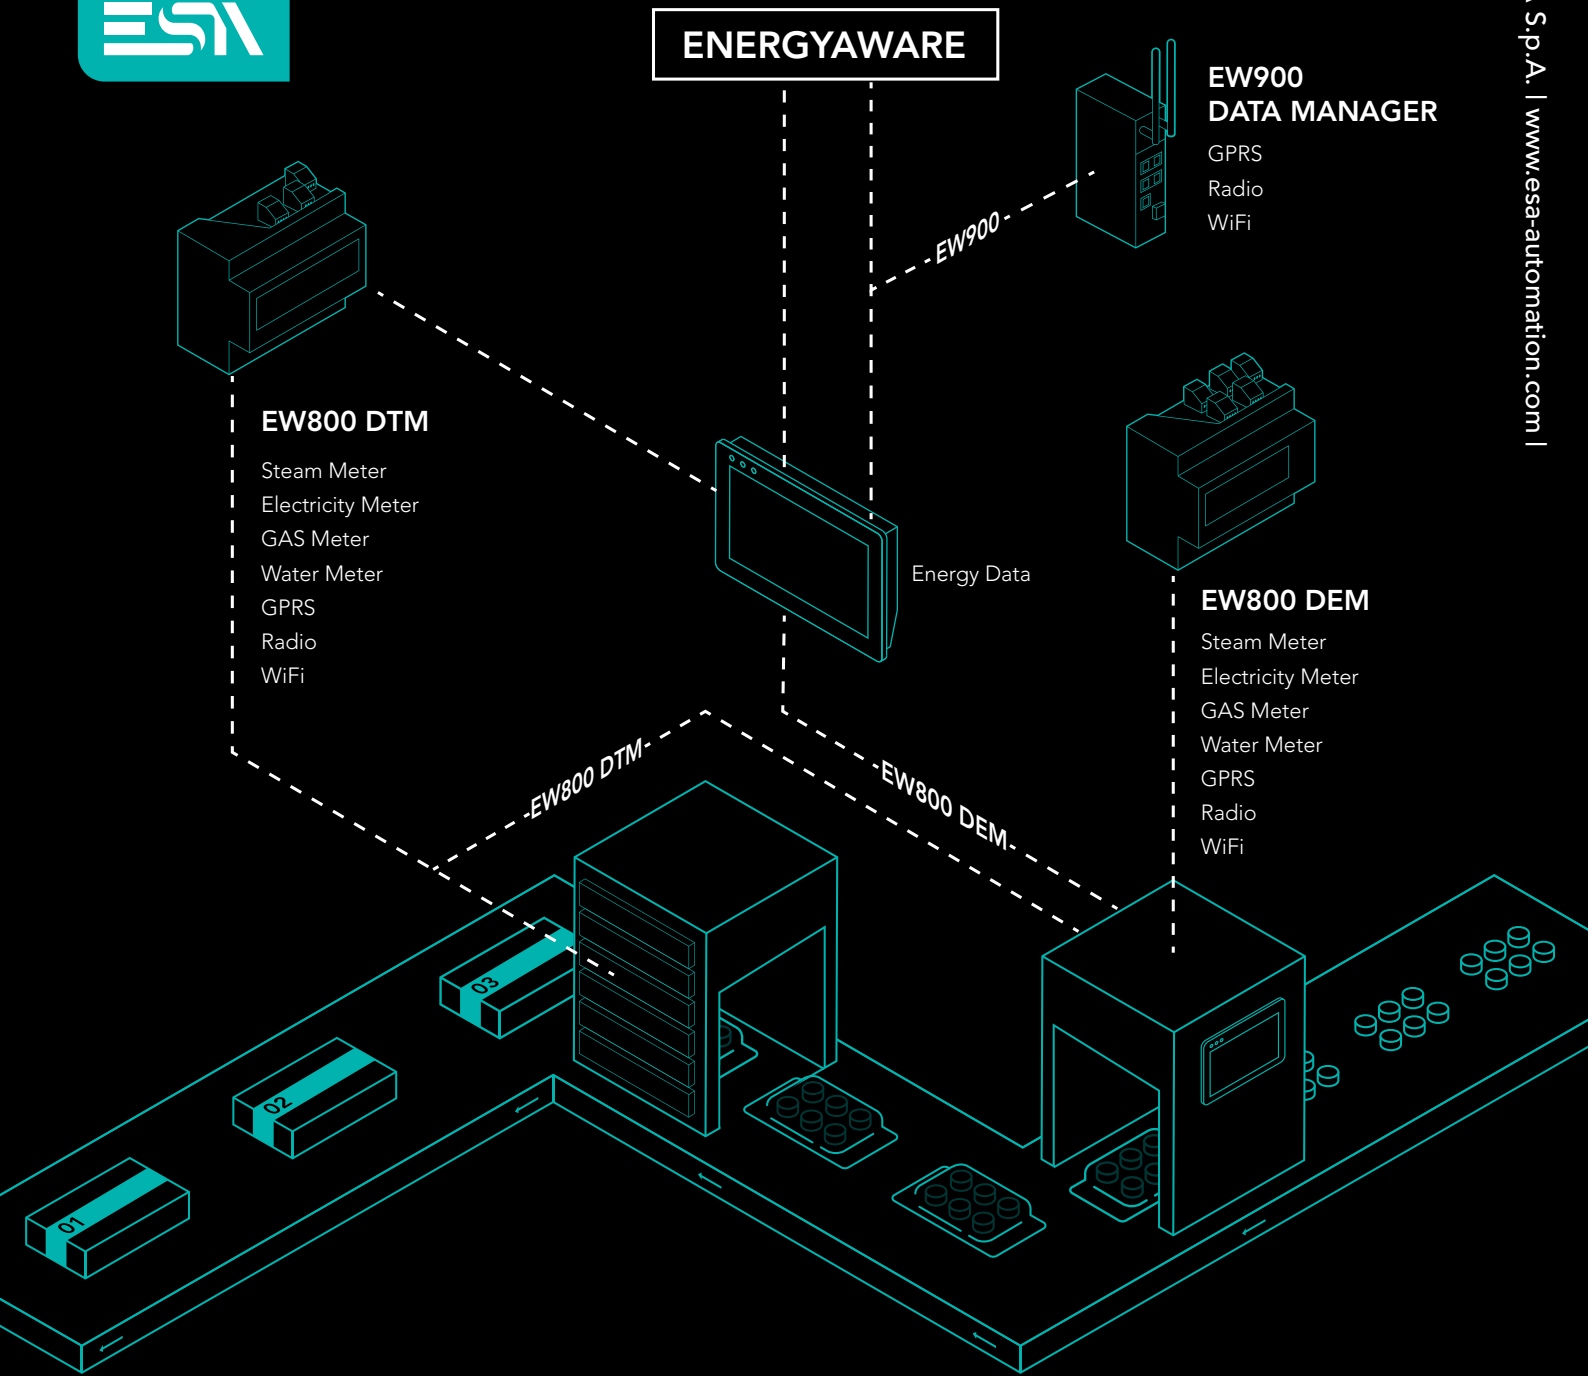 ESA
ENERGYAWARE
EW900
DATA MANAGER
GPRS
Radio
WiFi
S.p.A. | www.esa-automation.com |
EW900
EW800 DTM
Steam Meter
Electricity Meter
GAS Meter
Water Meter
GPRS
Radio
WiFi
Energy Data
EW800 DEM
Steam Meter
Electricity Meter
GAS Meter
Water Meter
GPRS
Radio
WiFi
EW800 DTM
EW800 DEM
03
02
01